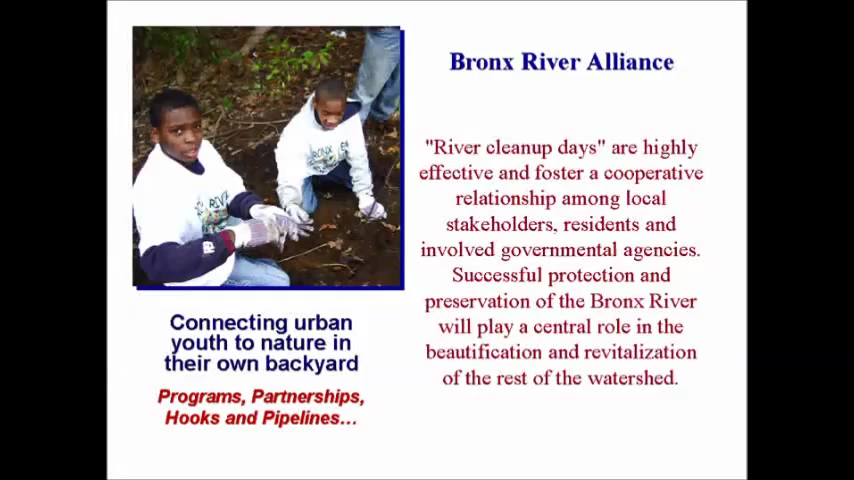 Bronx River Alliance
"River cleanup days" are highly
effective and foster a cooperative
relationship among local
stakeholders, residents and
involved governmental agencies.
Successful protection and
preservation of the Bronx River
will play a central role in the
beautification and revitalization
of the rest of the watershed.
Connecting urban
youth to nature in
their own backyard
Programs, Partnerships,
Hooks and Pipelines…